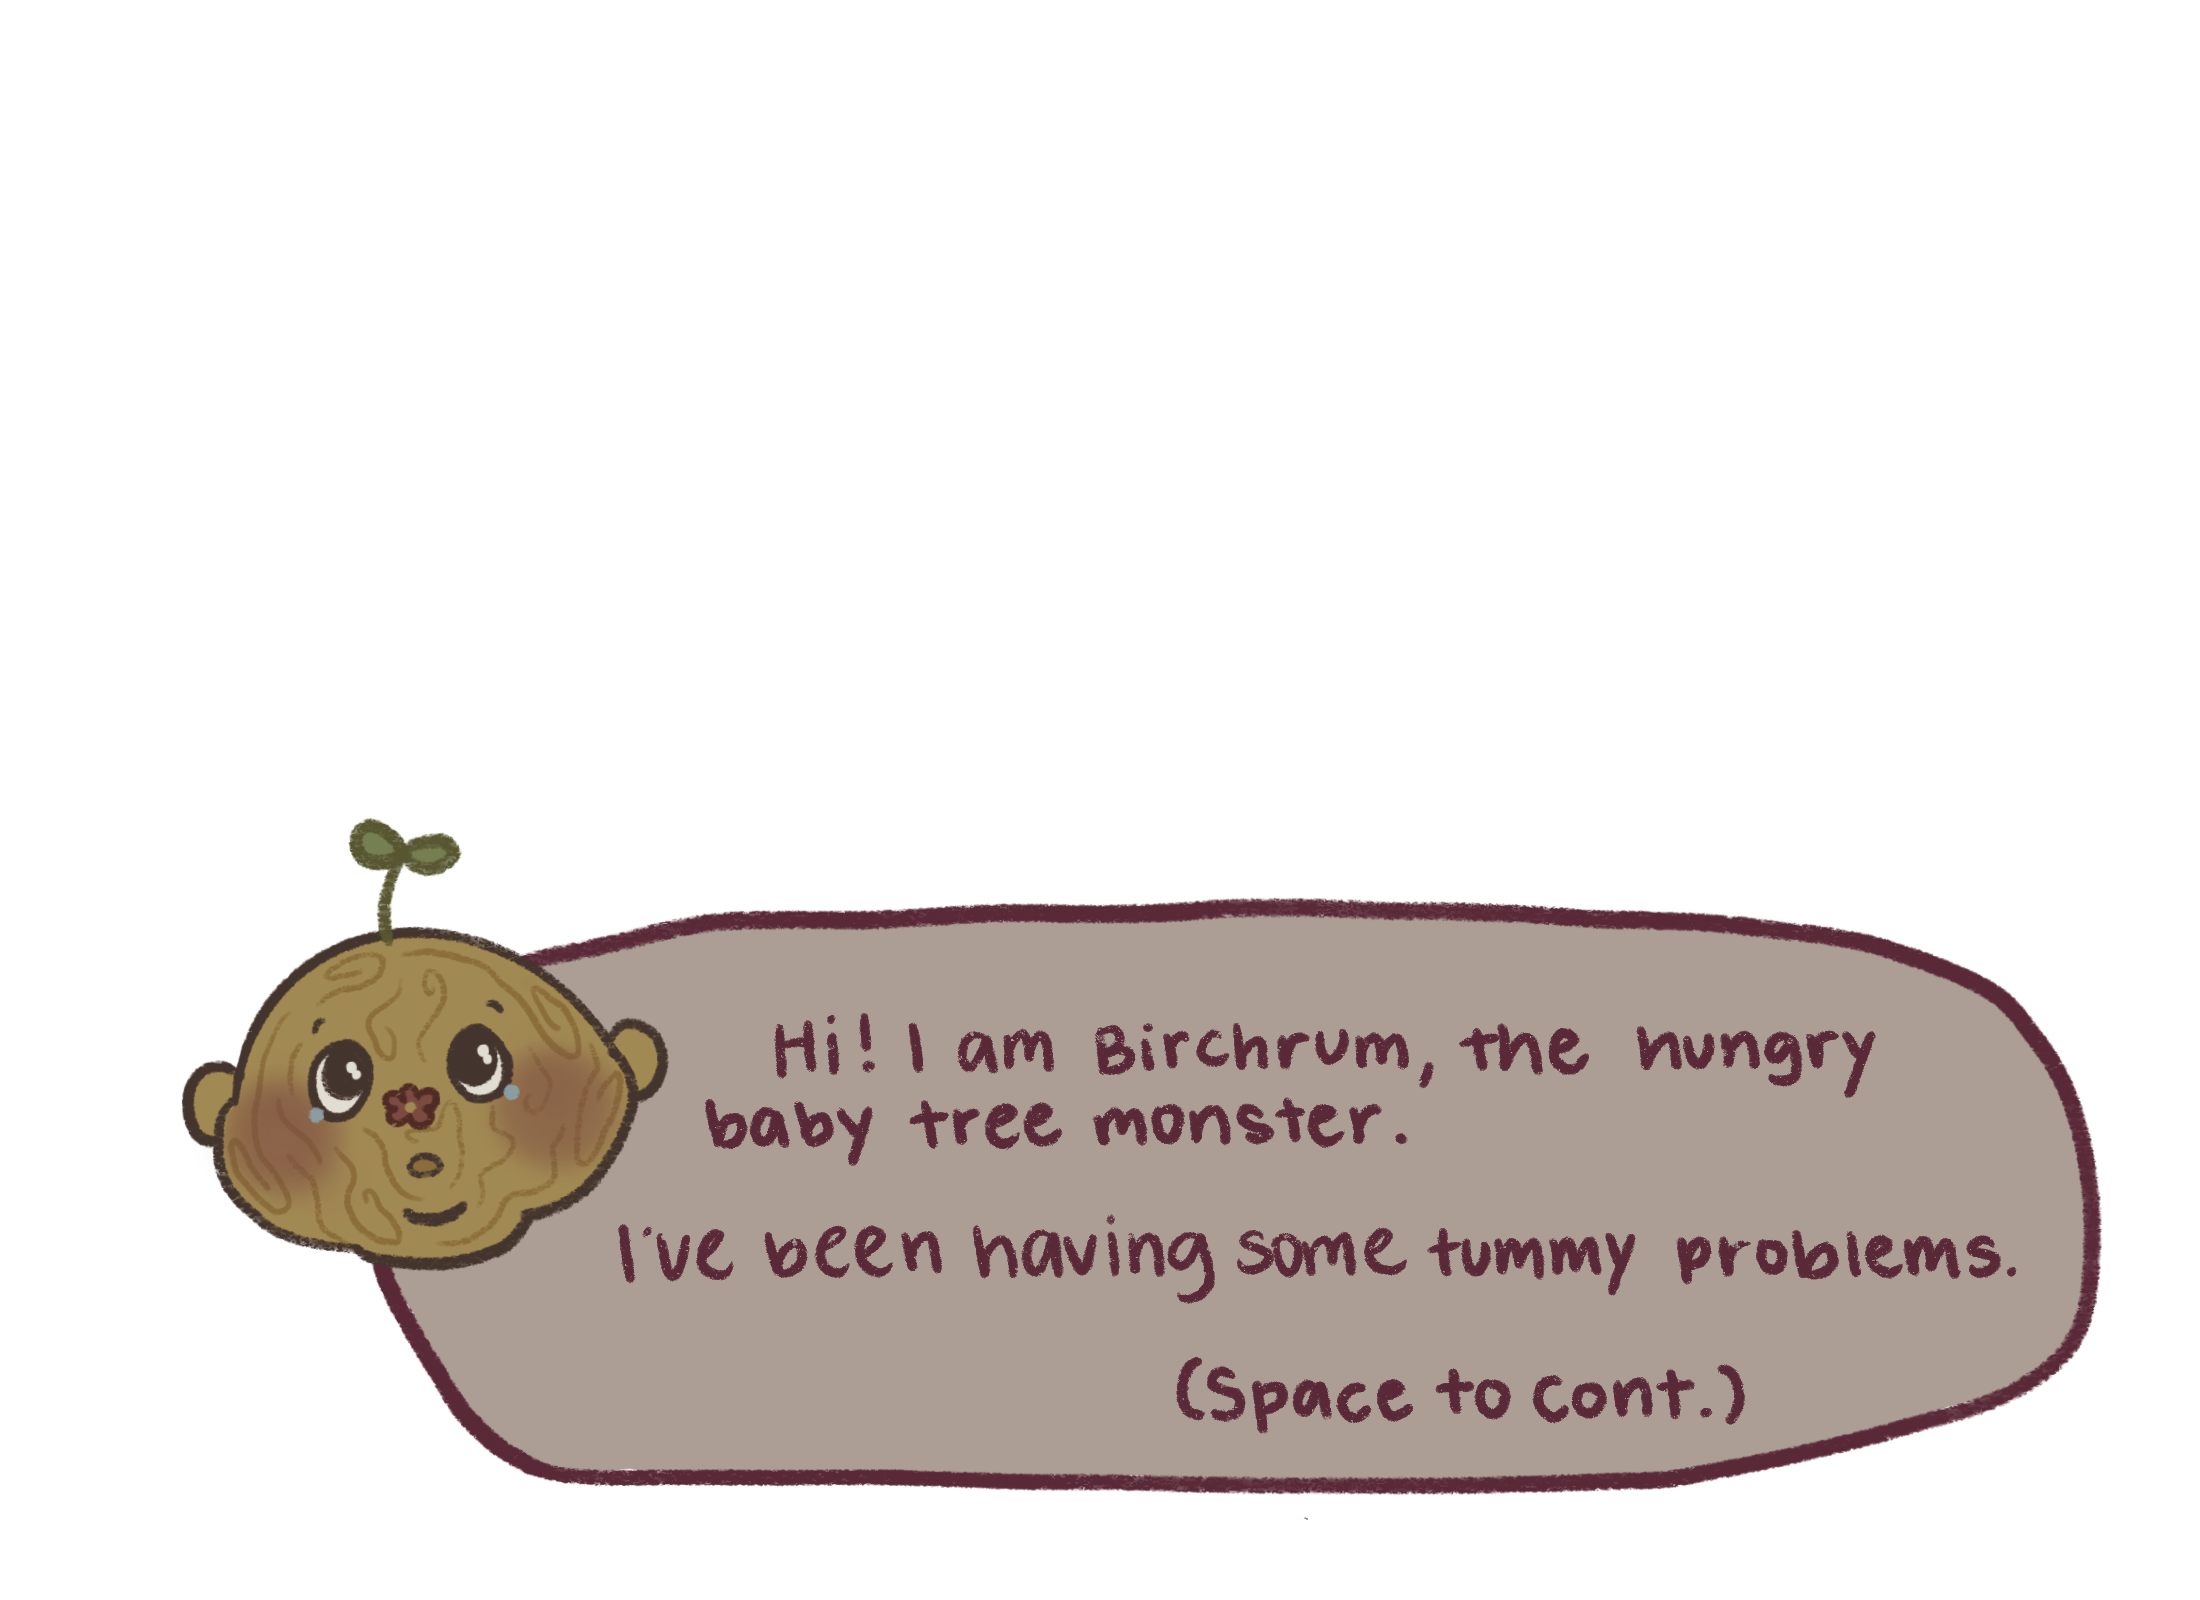 Hi! I am Birchrum, the hungry
baby tree monster.
I've been having some tummy problems.
(Space to cont.)